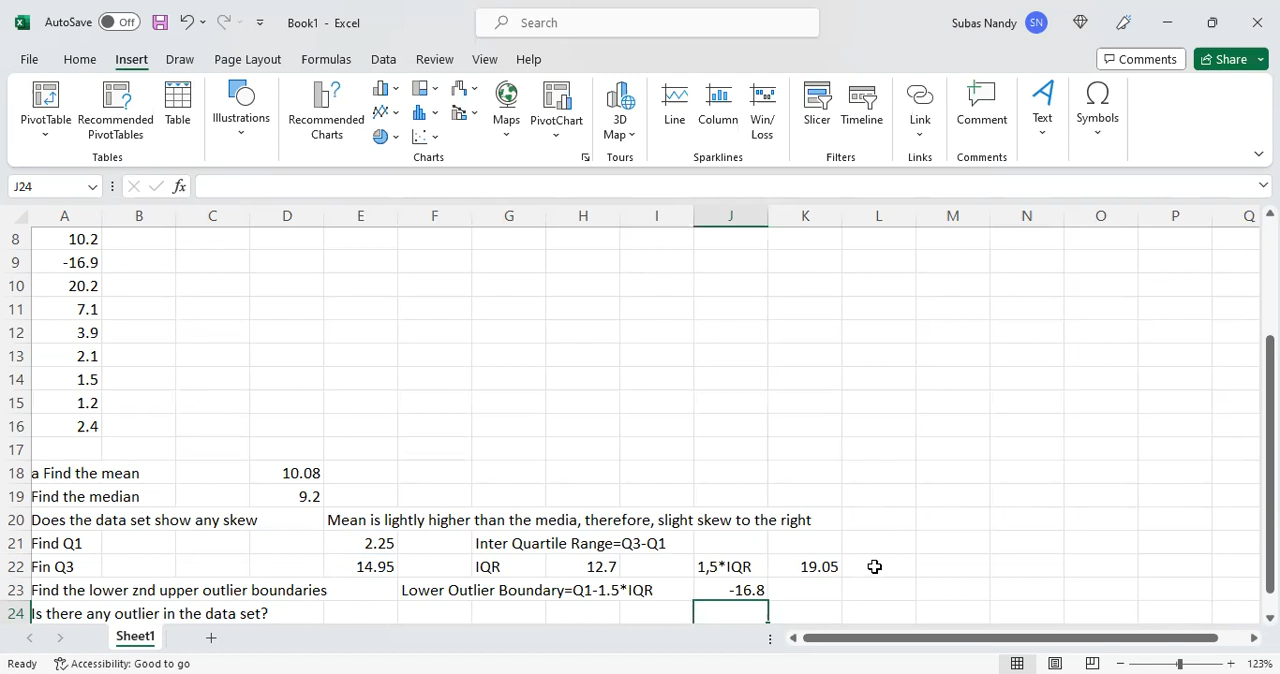 AutoSave Off Book1 - Excel Search Subas Nandy SN
File Home Insert Draw Page Layout Formulas Data Review View Help Comments Share
PivotTable Recommended PivotTables Table Illustrations Recommended Charts Maps PivotChart 3D Map Line Column Win/Loss Slicer Timeline Link Comment Text Symbols
Tables Charts Tours Sparklines Filters Links Comments
J24 fx
A B C D E F G H I J K L M N O P Q
8 10.2
9 -16.9
10 20.2
11 7.1
12 3.9
13 2.1
14 1.5
15 1.2
16 2.4
17
18 a Find the mean 10.08
19 Find the median 9.2
20 Does the data set show any skew Mean is lightly higher than the media, therefore, slight skew to the right
21 Find Q1 2.25 Inter Quartile Range=Q3-Q1
22 Fin Q3 14.95 IQR 12.7 1,5*IQR 19.05
23 Find the lower znd upper outlier boundaries Lower Outlier Boundary=Q1-1.5*IQR -16.8
24 Is there any outlier in the data set?
Sheet1
Ready Accessibility: Good to go 123%